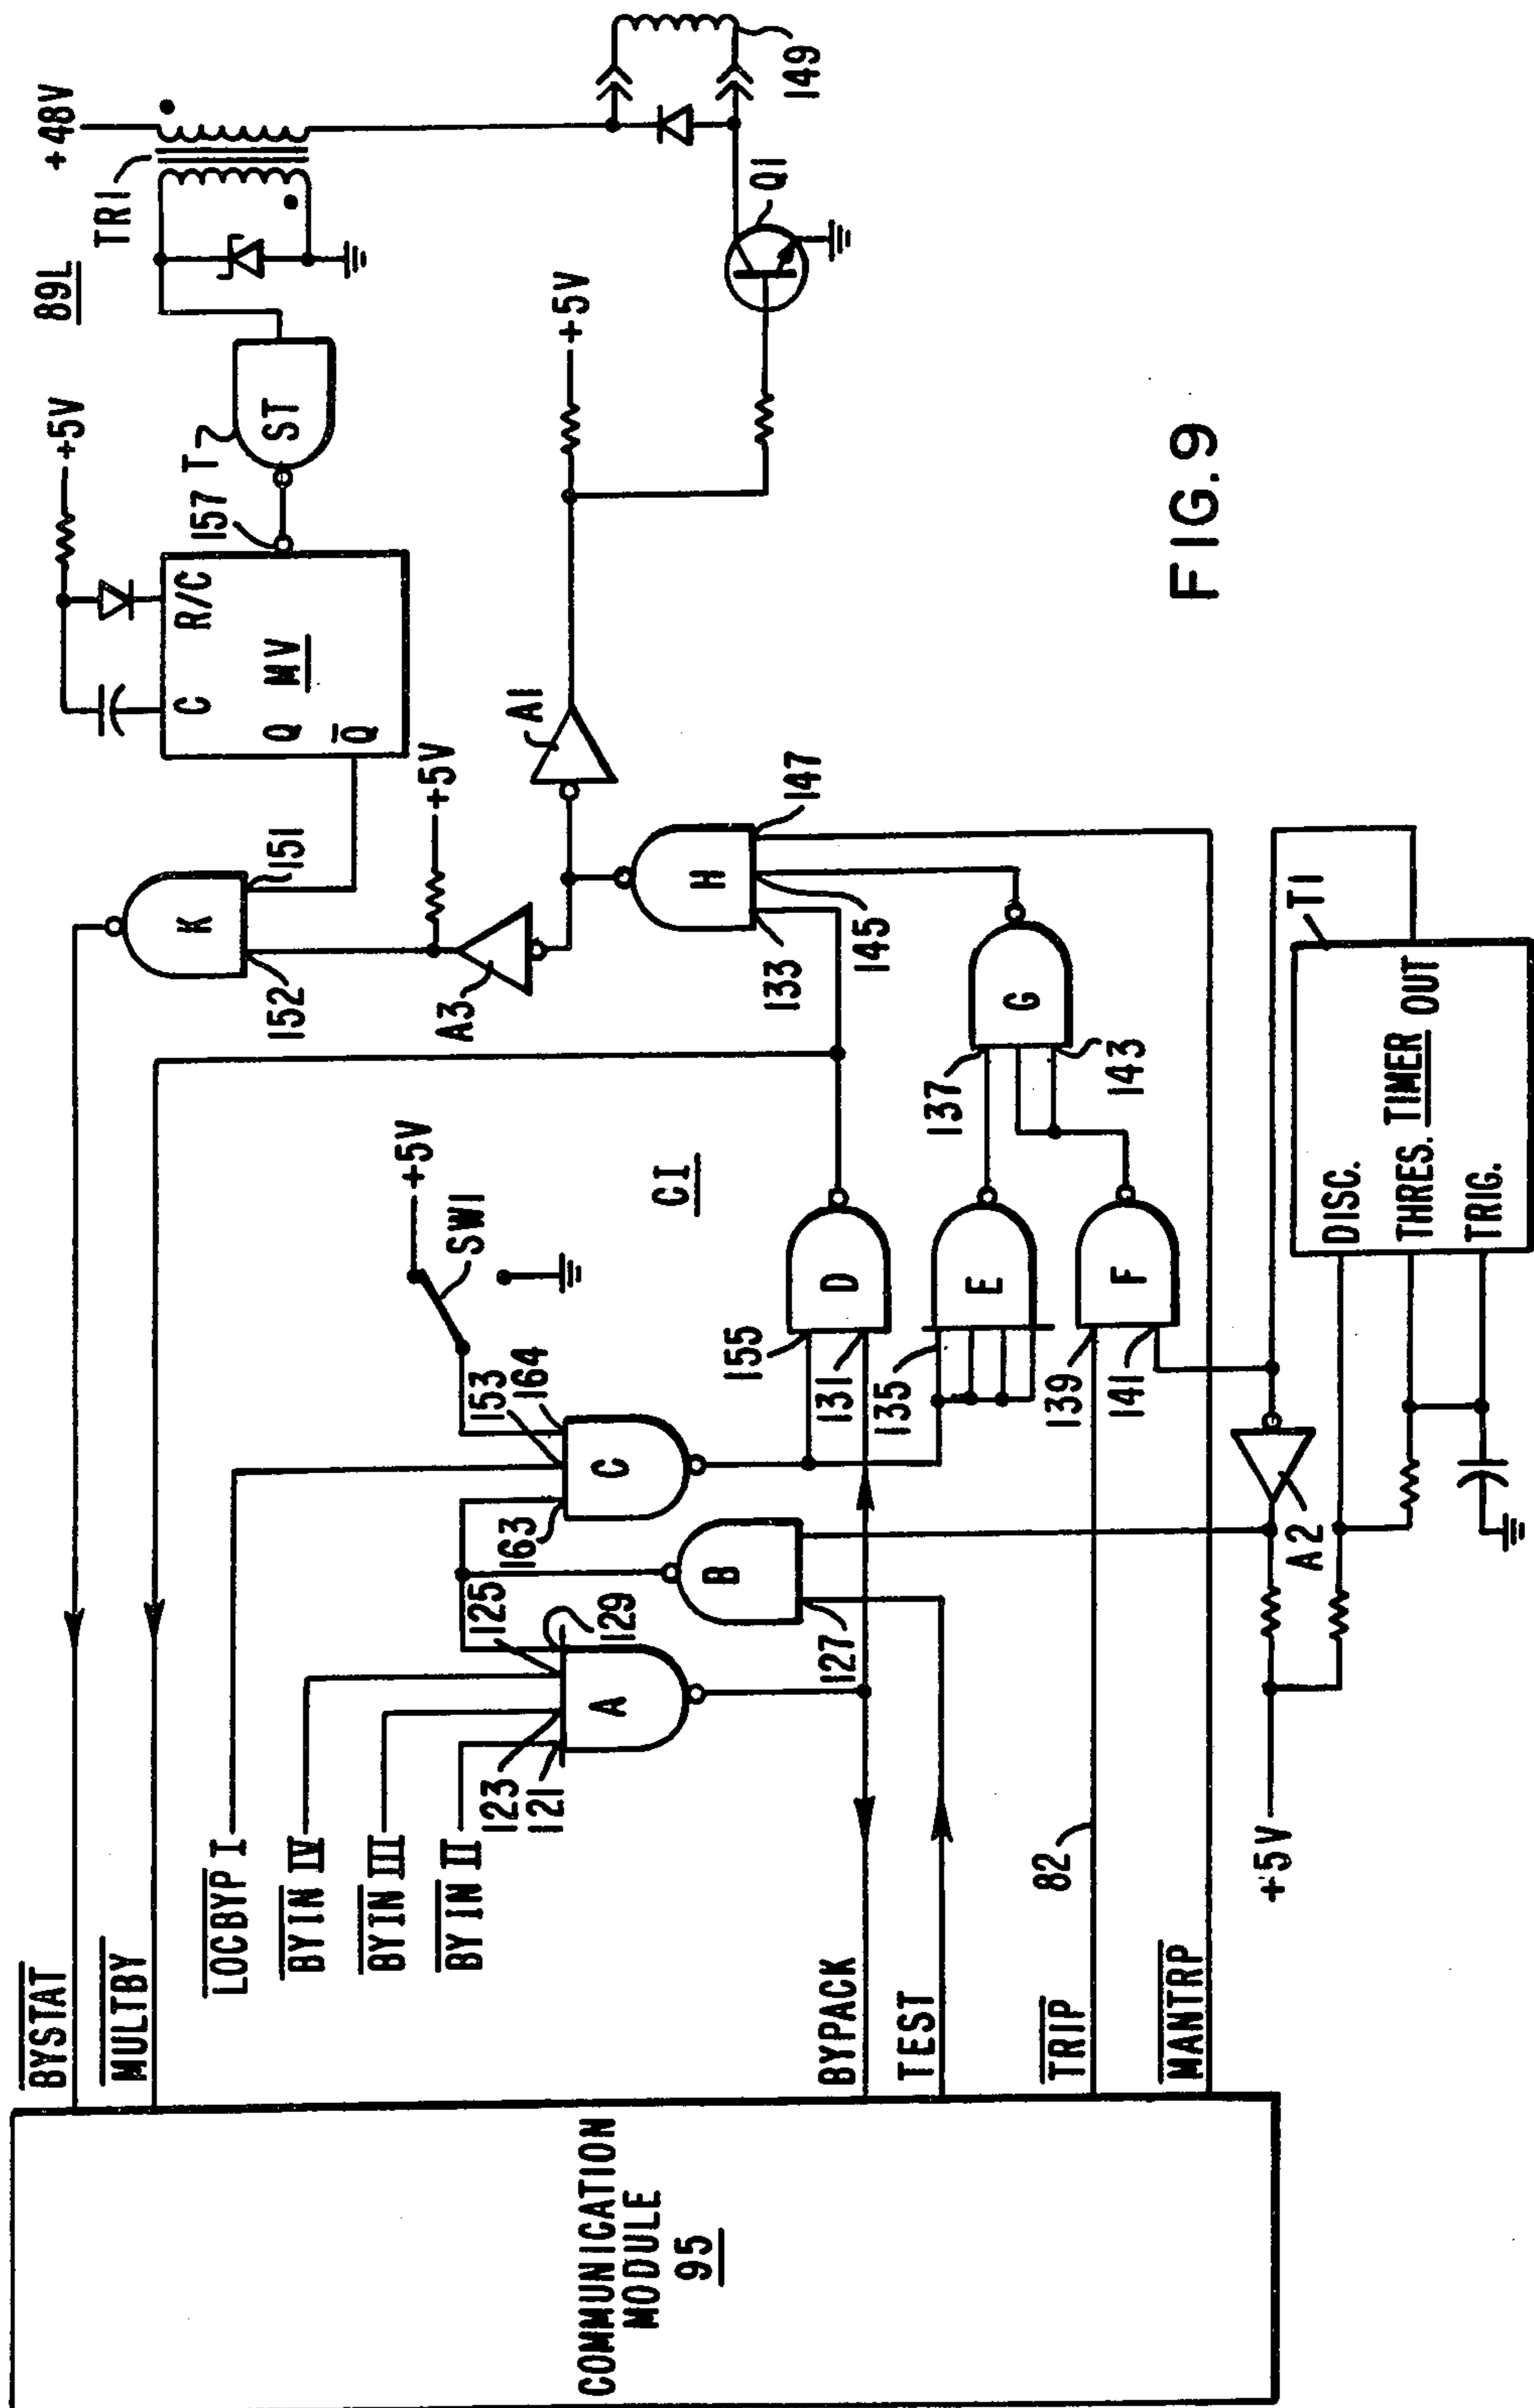 89L
+48V
TR1
+5V
T
ST
157
R/C
C
MV
Q
Q̅
149
Q1
+5V
+5V
A1
151
K
152
A3
147
H
145
133
BYSTAT
MULTBY
LOCBYP I
BYIN IV
BYIN III
BYIN II
+5V
SW1
CI
153
164
163
C
125
129
123
121
A
B
127
155
131
D
135
E
137
G
143
139
141
F
BYPACK
TEST
82
TRIP
MANTRP
COMMUNICATION
MODULE
95
+5V
A2
T1
DISC.
THRES.
TIMER
OUT
TRIG.
FIG. 9